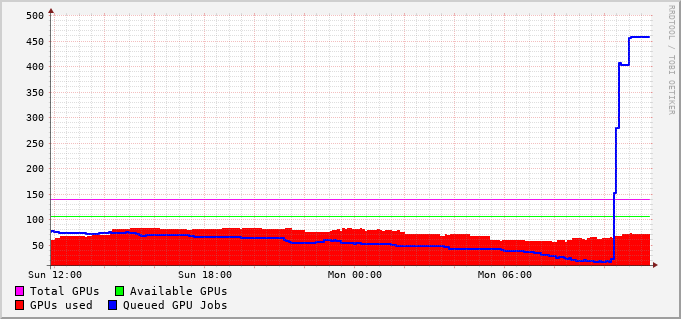 500
450
400
350
300
250
200
150
100
50
Sun 12:00 Sun 18:00 Mon 00:00 Mon 06:00
Total GPUs Available GPUs
GPUs used Queued GPU Jobs
RRDTOOL / TOBI OETIKER